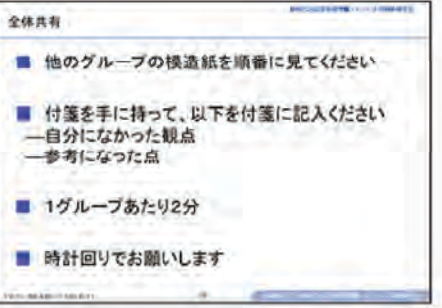 全体共有
■ 他のグループの模造紙を順番に見てください
■ 付箋を手に持って、以下を付箋に記入ください
―自分になかった観点
―参考になった点
■ 1グループあたり2分
■ 時計回りでお願いします